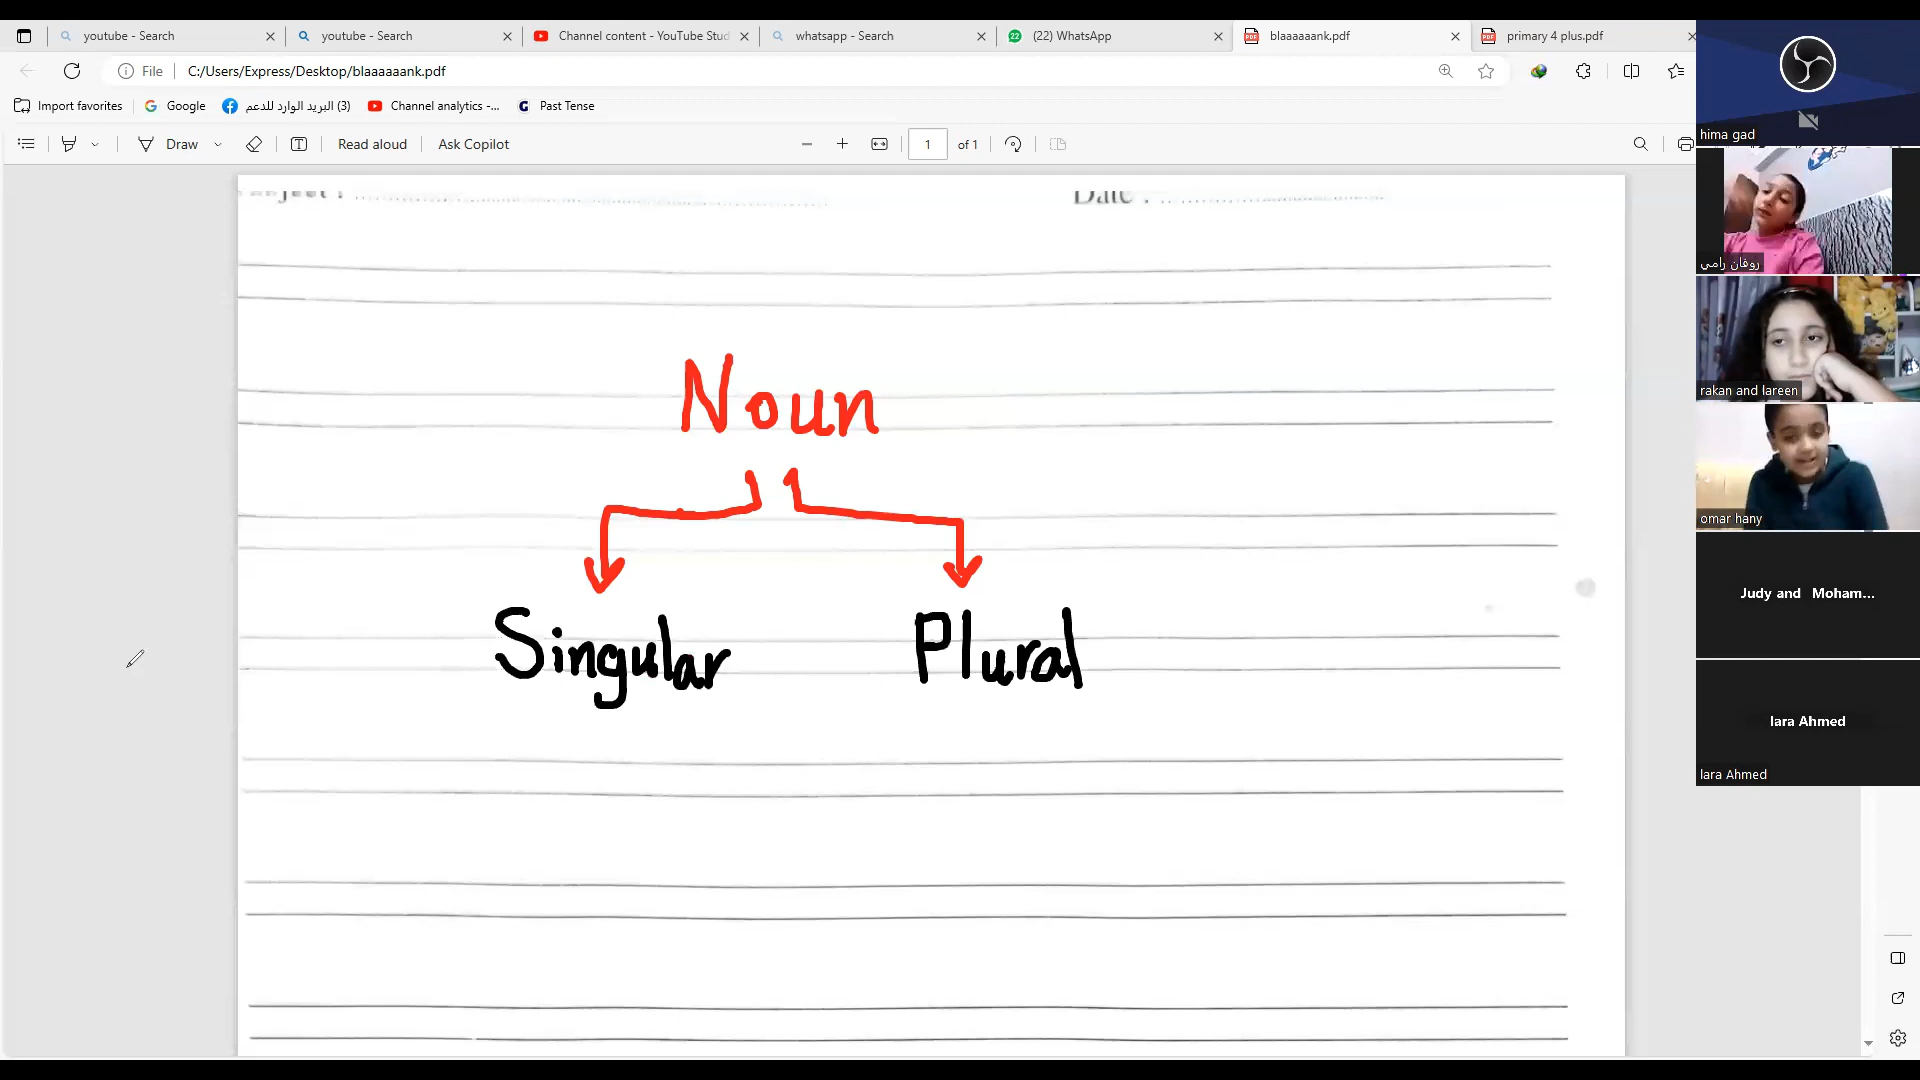 youtube - Search
youtube - Search
Channel content - YouTube Stud
whatsapp - Search
(22) WhatsApp
blaaaaaank.pdf
primary 4 plus.pdf
File
C:/Users/Express/Desktop/blaaaaaank.pdf
Import favorites
Google
(3) البريد الوارد للدعم
Channel analytics -...
Past Tense
Draw
Read aloud
Ask Copilot
1
of 1
Date :
Noun
Singular
Plural
hima gad
روفان رامي
rakan and lareen
omar hany
Judy and Moham...
lara Ahmed
lara Ahmed